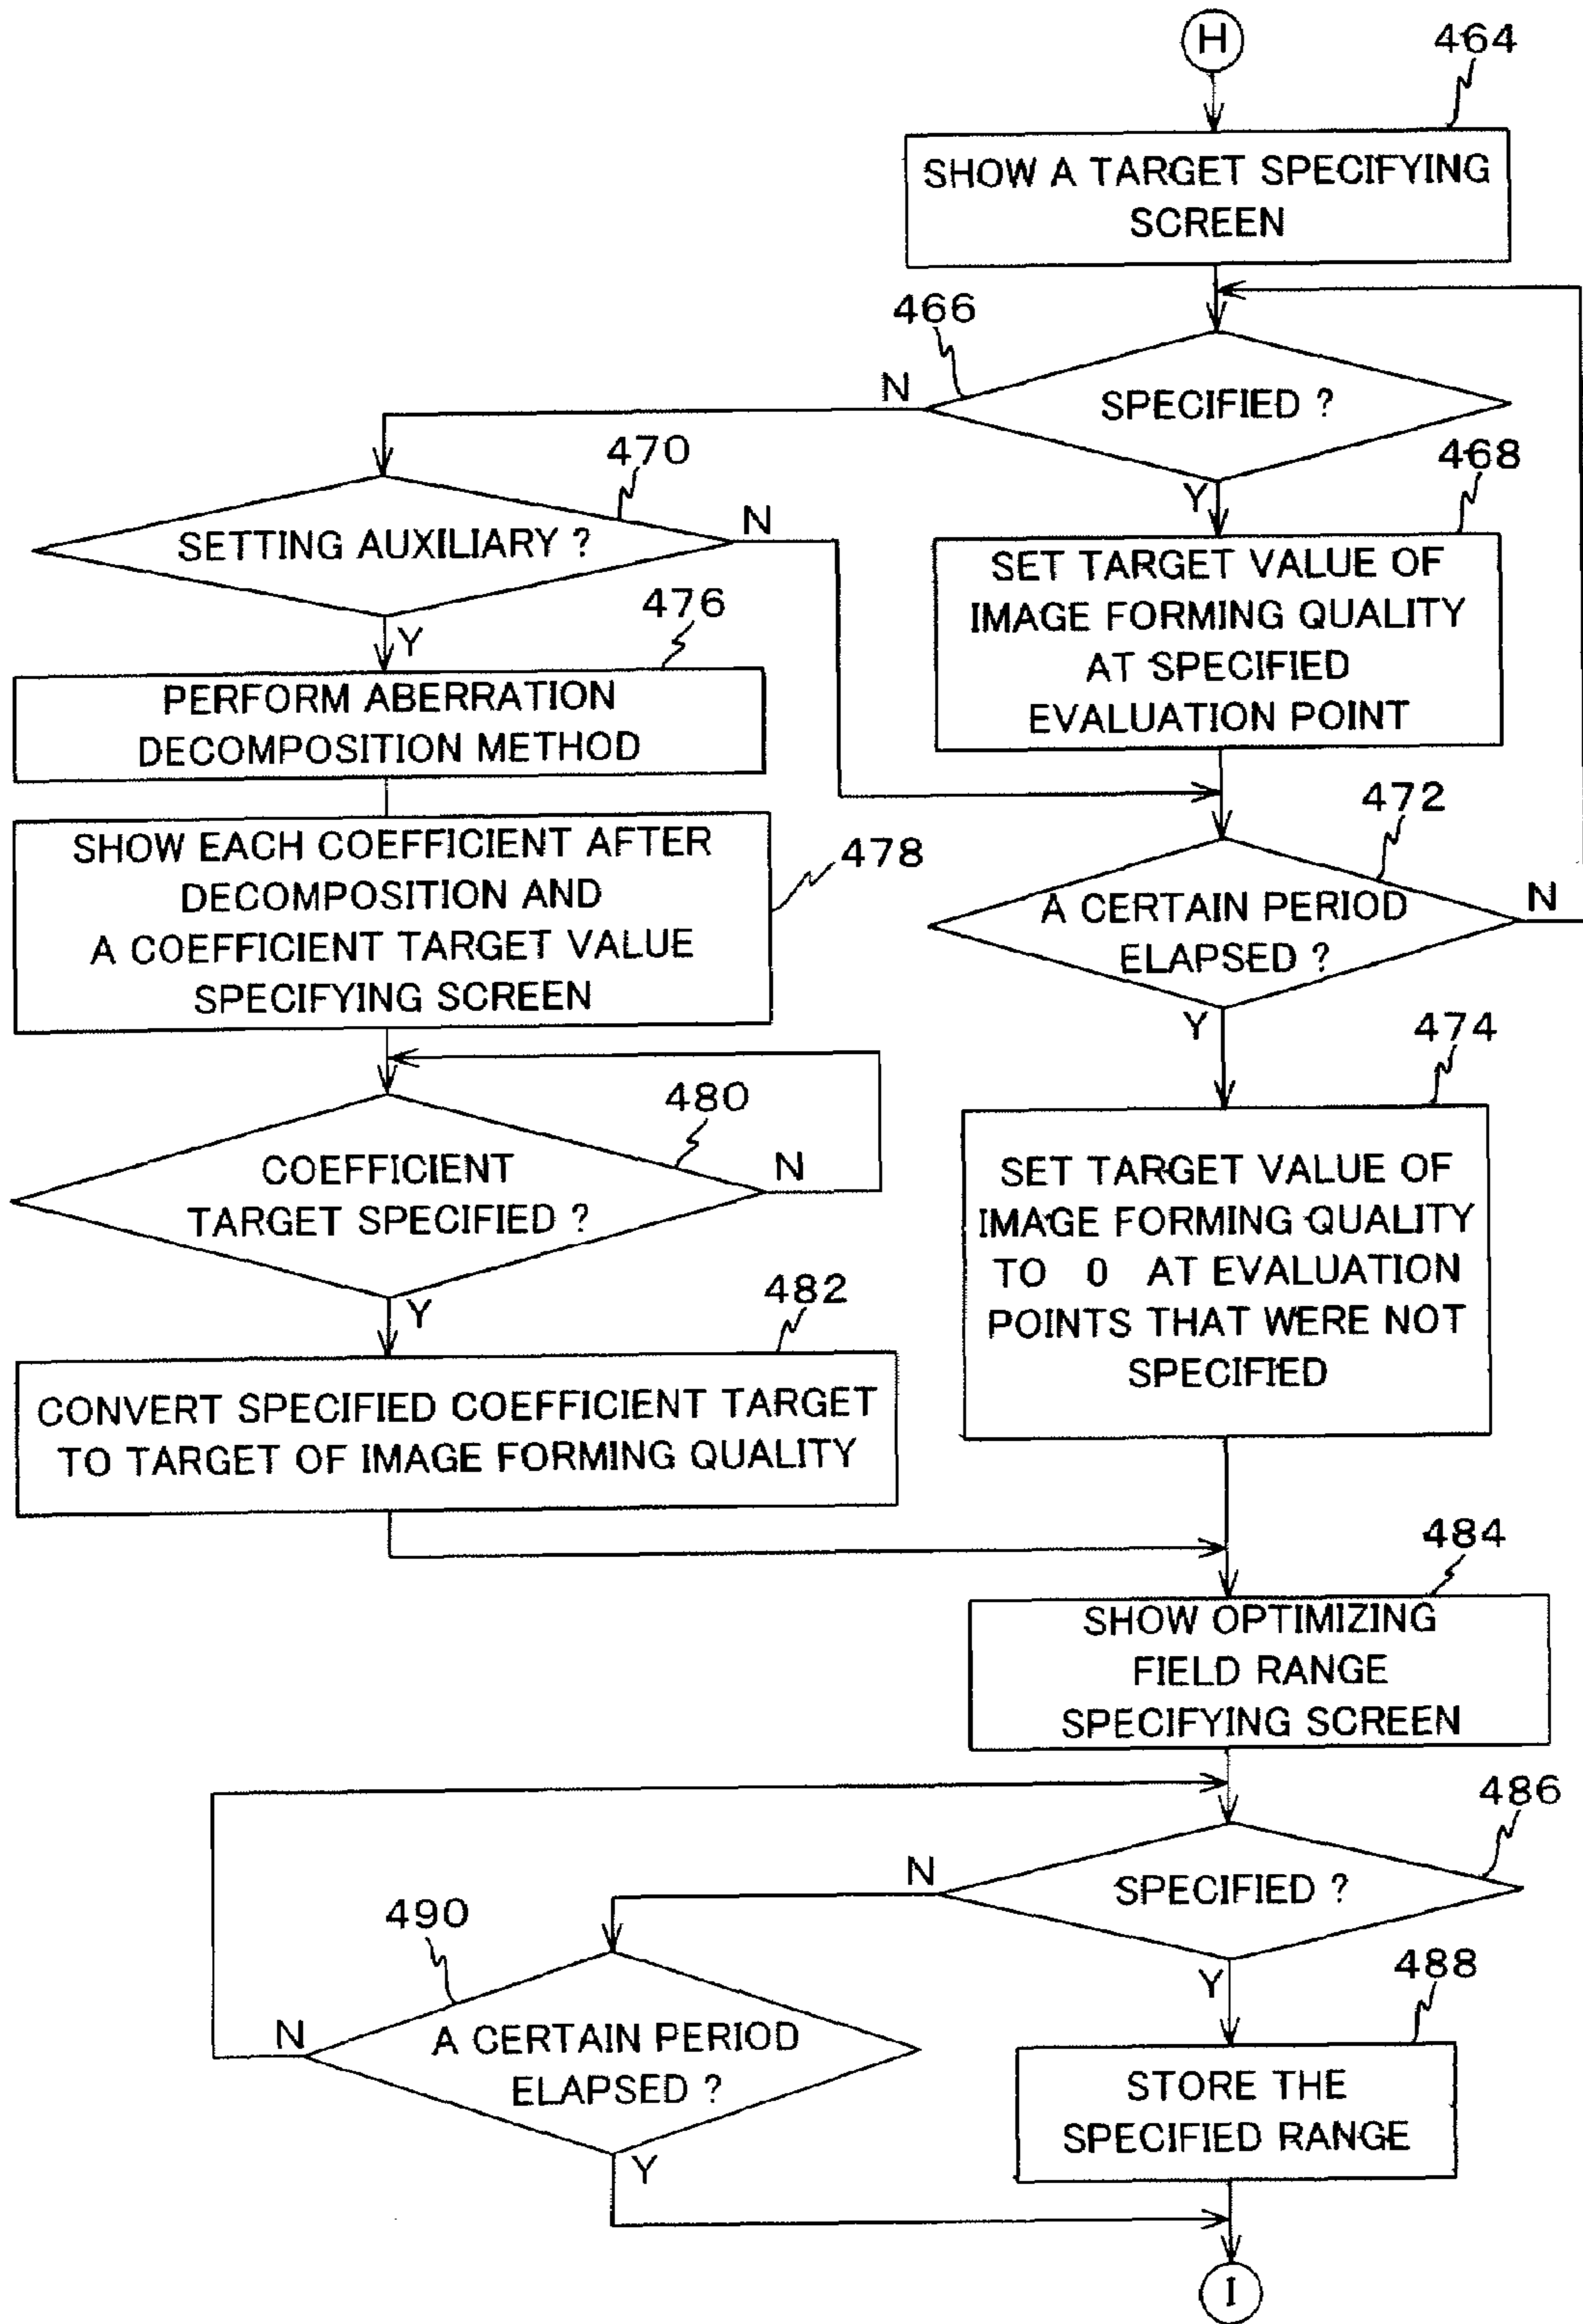 H
464
SHOW A TARGET SPECIFYING
SCREEN
466
N
SPECIFIED ?
Y
468
470
SETTING AUXILIARY ?
N
Y
SET TARGET VALUE OF
IMAGE FORMING QUALITY
AT SPECIFIED
EVALUATION POINT
476
PERFORM ABERRATION
DECOMPOSITION METHOD
472
A CERTAIN PERIOD
ELAPSED ?
N
Y
SHOW EACH COEFFICIENT AFTER
DECOMPOSITION AND
A COEFFICIENT TARGET VALUE
SPECIFYING SCREEN
478
474
480
COEFFICIENT
TARGET SPECIFIED ?
N
Y
SET TARGET VALUE OF
IMAGE FORMING QUALITY
TO 0 AT EVALUATION
POINTS THAT WERE NOT
SPECIFIED
482
CONVERT SPECIFIED COEFFICIENT TARGET
TO TARGET OF IMAGE FORMING QUALITY
484
SHOW OPTIMIZING
FIELD RANGE
SPECIFYING SCREEN
486
N
SPECIFIED ?
Y
490
N
A CERTAIN PERIOD
ELAPSED ?
Y
488
STORE THE
SPECIFIED RANGE
I